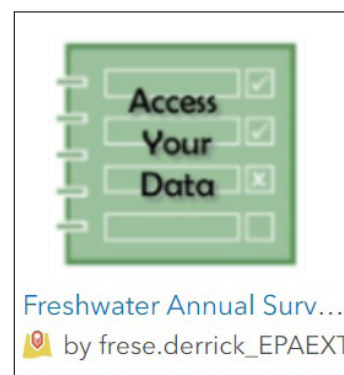 Access
Your
Data
Freshwater Annual Surv...
by frese.derrick_EPAEXT